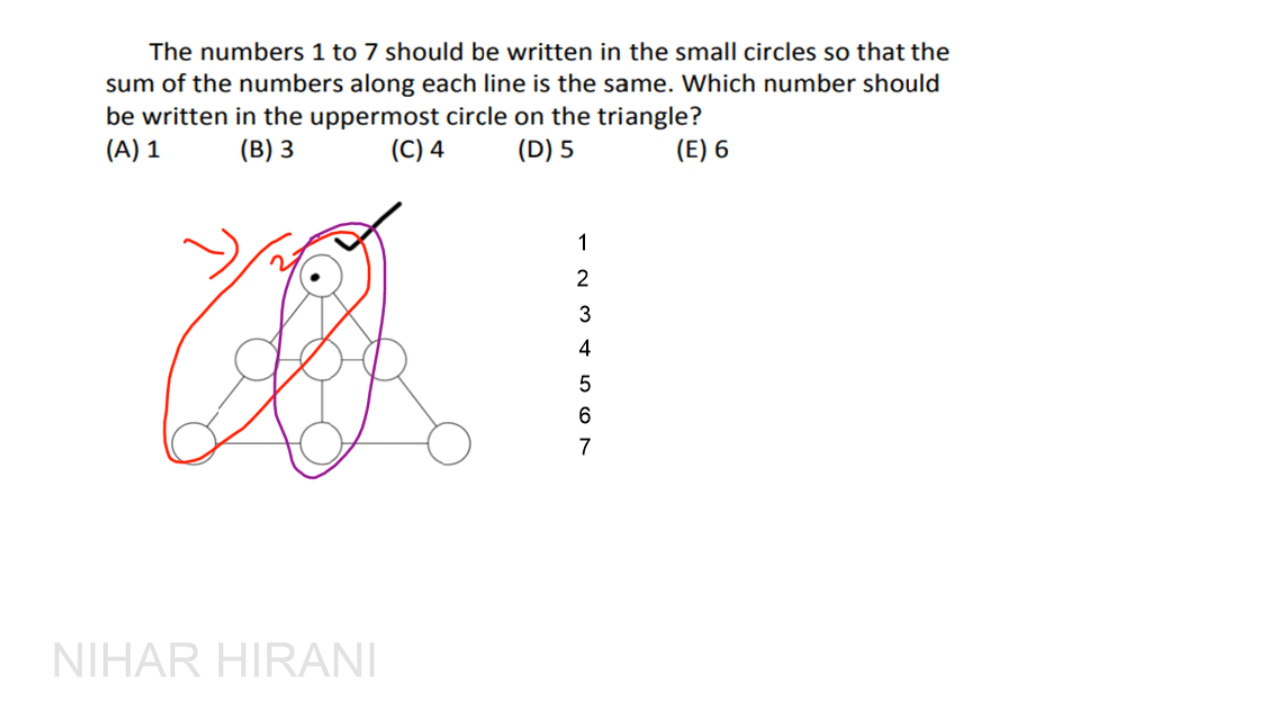 The numbers 1 to 7 should be written in the small circles so that the
sum of the numbers along each line is the same. Which number should
be written in the uppermost circle on the triangle?
(A) 1 (B) 3 (C) 4 (D) 5 (E) 6
1
2
3
4
5
6
7
NIHAR HIRANI